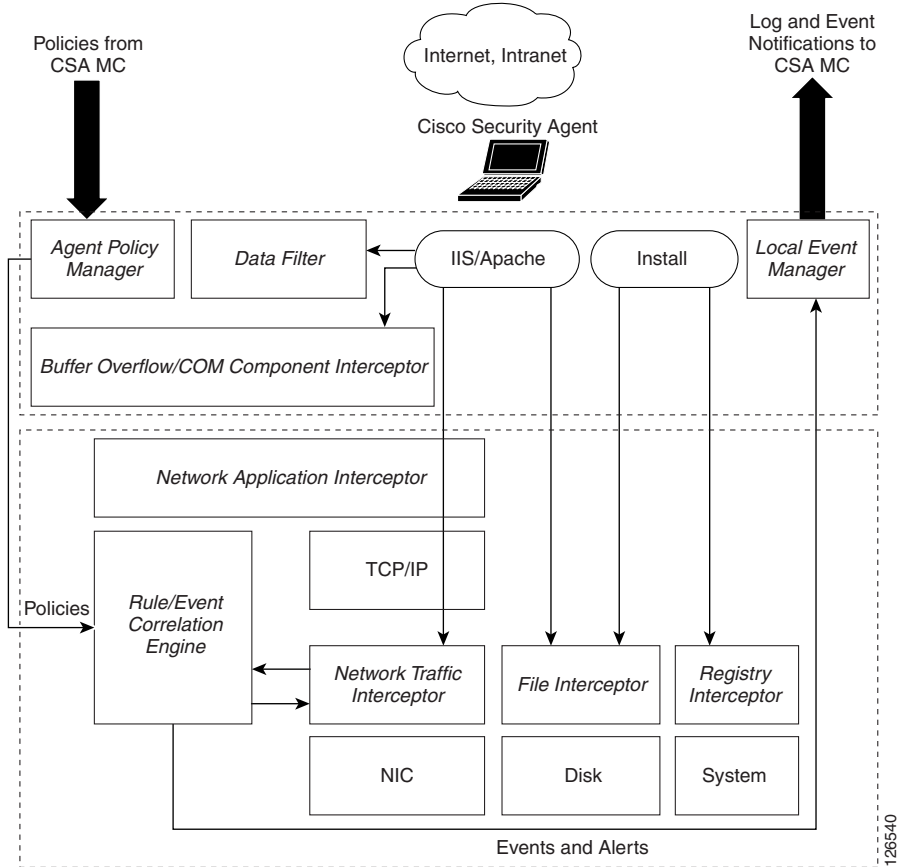 Policies from
CSA MC
Internet, Intranet
Log and Event
Notifications to
CSA MC
Cisco Security Agent
Agent Policy
Manager
Data Filter
IIS/Apache
Install
Local Event
Manager
Buffer Overflow/COM Component Interceptor
Network Application Interceptor
TCP/IP
Policies
Rule/Event
Correlation
Engine
Network Traffic
Interceptor
File Interceptor
Registry
Interceptor
NIC
Disk
System
Events and Alerts
126540